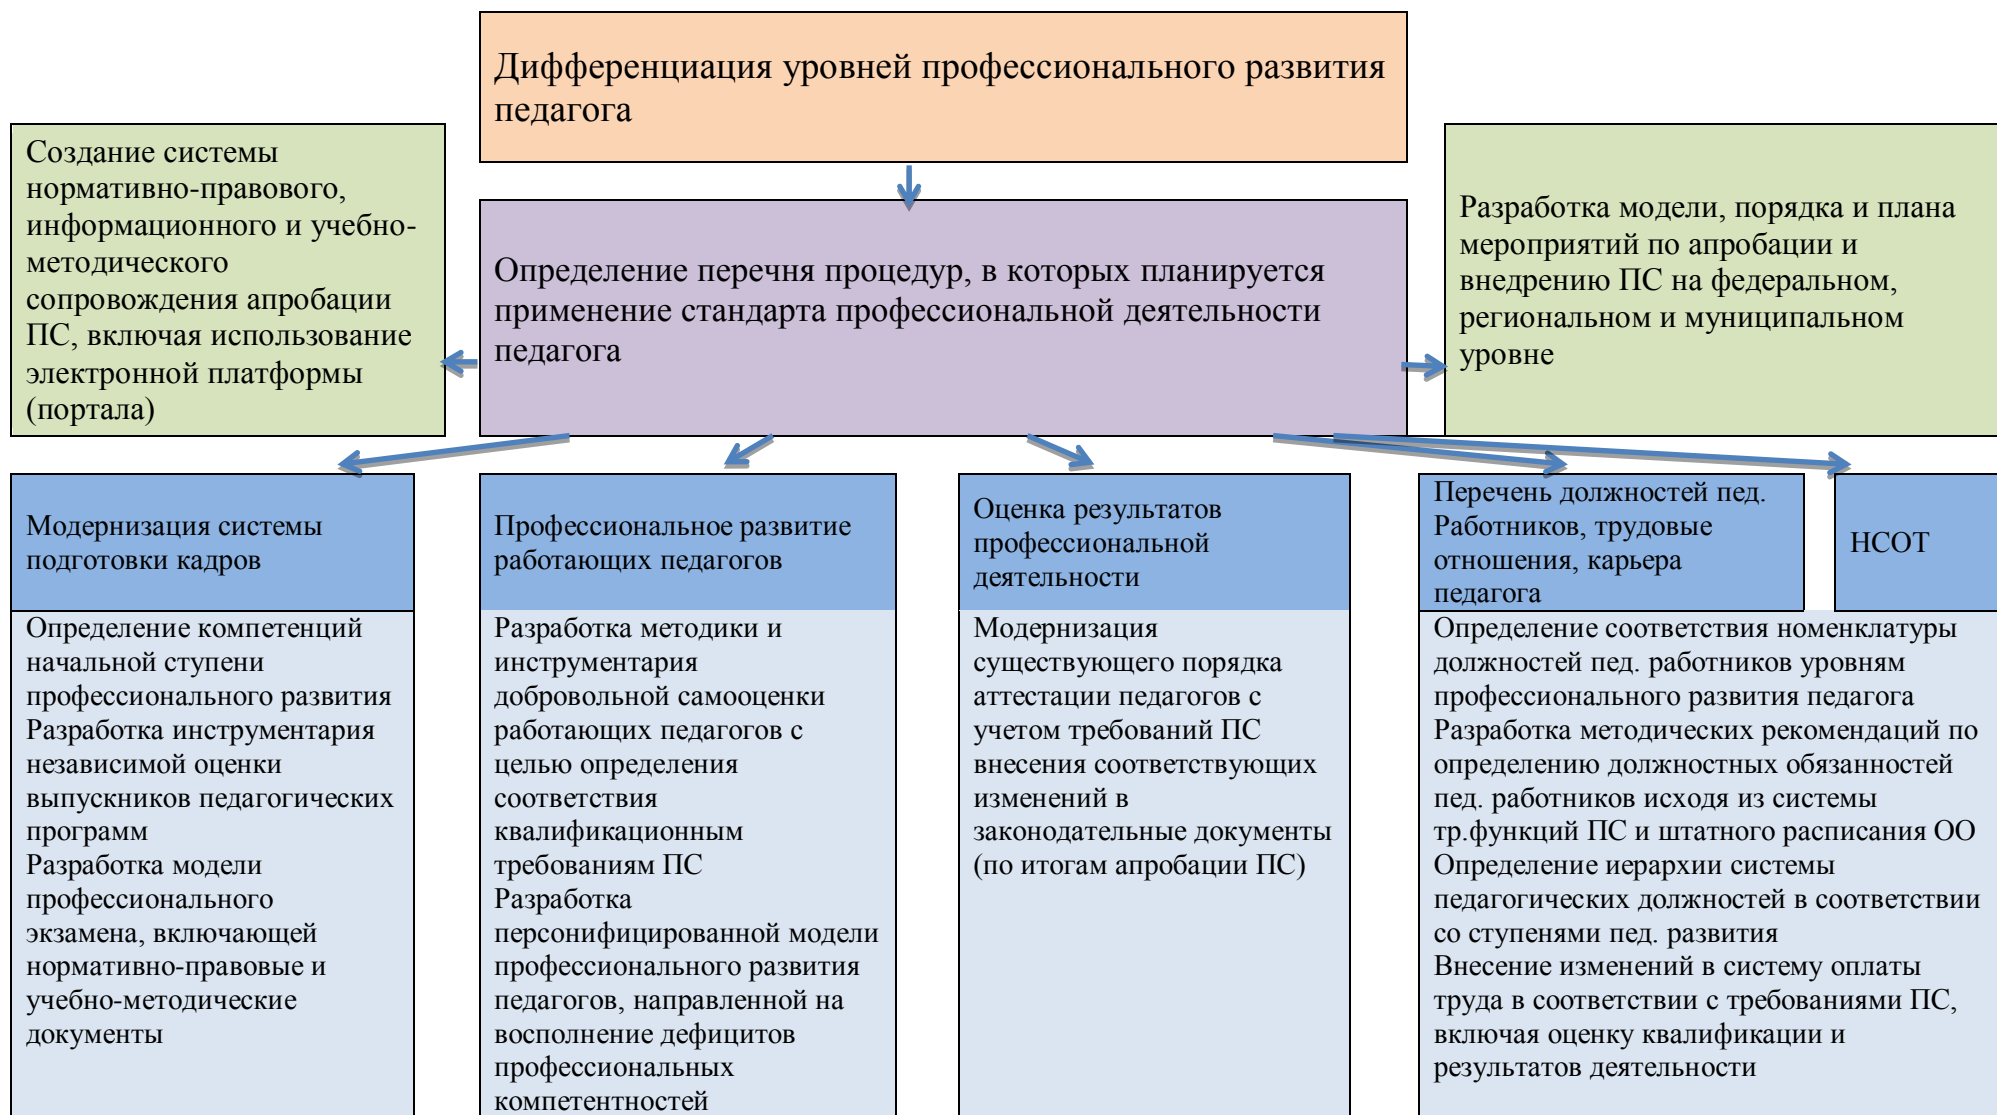 Дифференциация уровней профессионального развития
педагога
Создание системы
нормативно-правового,
информационного и учебно-
методического
сопровождения апробации
ПС, включая использование
электронной платформы
(портала)
Определение перечня процедур, в которых планируется
применение стандарта профессиональной деятельности
педагога
Разработка модели, порядка и плана
мероприятий по апробации и
внедрению ПС на федеральном,
региональном и муниципальном
уровне
Модернизация системы
подготовки кадров
Профессиональное развитие
работающих педагогов
Оценка результатов
профессиональной
деятельности
Перечень должностей пед.
Работников, трудовые
отношения, карьера
педагога
НСОТ
Определение компетенций
начальной ступени
профессионального развития
Разработка инструментария
независимой оценки
выпускников педагогических
программ
Разработка модели
профессионального
экзамена, включающей
нормативно-правовые и
учебно-методические
документы
Разработка методики и
инструментария
добровольной самооценки
работающих педагогов с
целью определения
соответствия
квалификационным
требованиям ПС
Разработка
персонифицированной модели
профессионального развития
педагогов, направленной на
восполнение дефицитов
профессиональных
компетентностей
Модернизация
существующего порядка
аттестации педагогов с
учетом требований ПС
внесения соответствующих
изменений в
законодательные документы
(по итогам апробации ПС)
Определение соответствия номенклатуры
должностей пед. работников уровням
профессионального развития педагога
Разработка методических рекомендаций по
определению должностных обязанностей
пед. работников исходя из системы
тр.функций ПС и штатного расписания ОО
Определение иерархии системы
педагогических должностей в соответствии
со ступенями пед. развития
Внесение изменений в систему оплаты
труда в соответствии с требованиями ПС,
включая оценку квалификации и
результатов деятельности